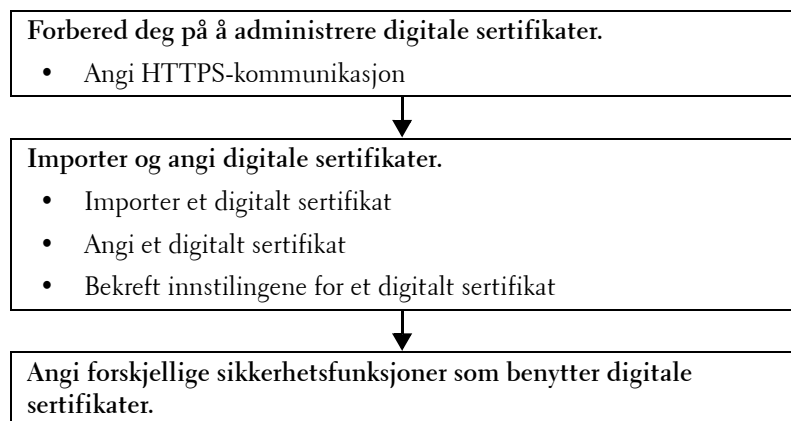 Forbered deg på å administrere digitale sertifikater.
• Angi HTTPS-kommunikasjon
Importer og angi digitale sertifikater.
• Importer et digitalt sertifikat
• Angi et digitalt sertifikat
• Bekreft innstilingene for et digitalt sertifikat
Angi forskjellige sikkerhetsfunksjoner som benytter digitale
sertifikater.